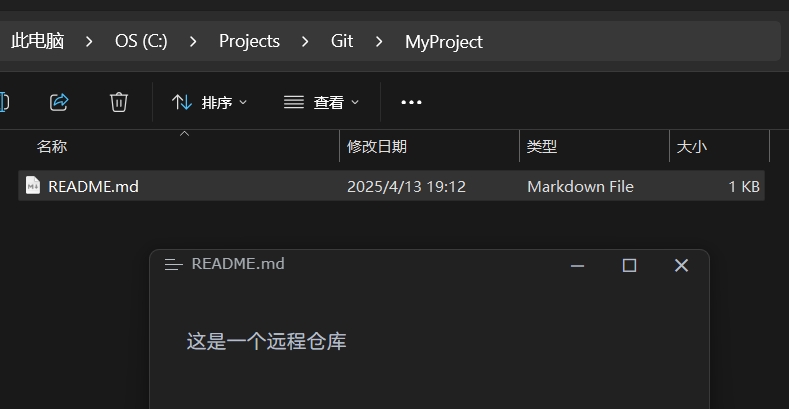 此电脑 > OS (C:) > Projects > Git > MyProject
排序 查看 •••
名称 修改日期 类型 大小
README.md 2025/4/13 19:12 Markdown File 1 KB
README.md
这是一个远程仓库